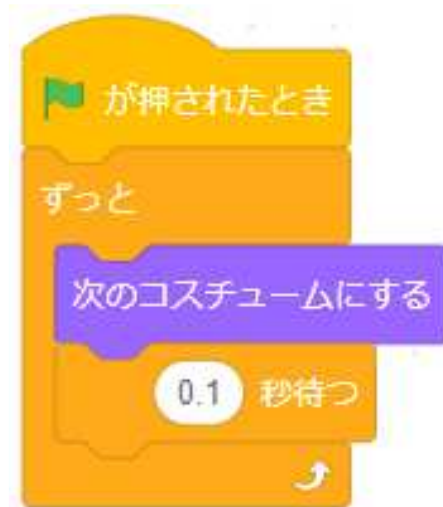 が押されたとき
ずっと
次のコスチュームにする
0.1 秒待つ